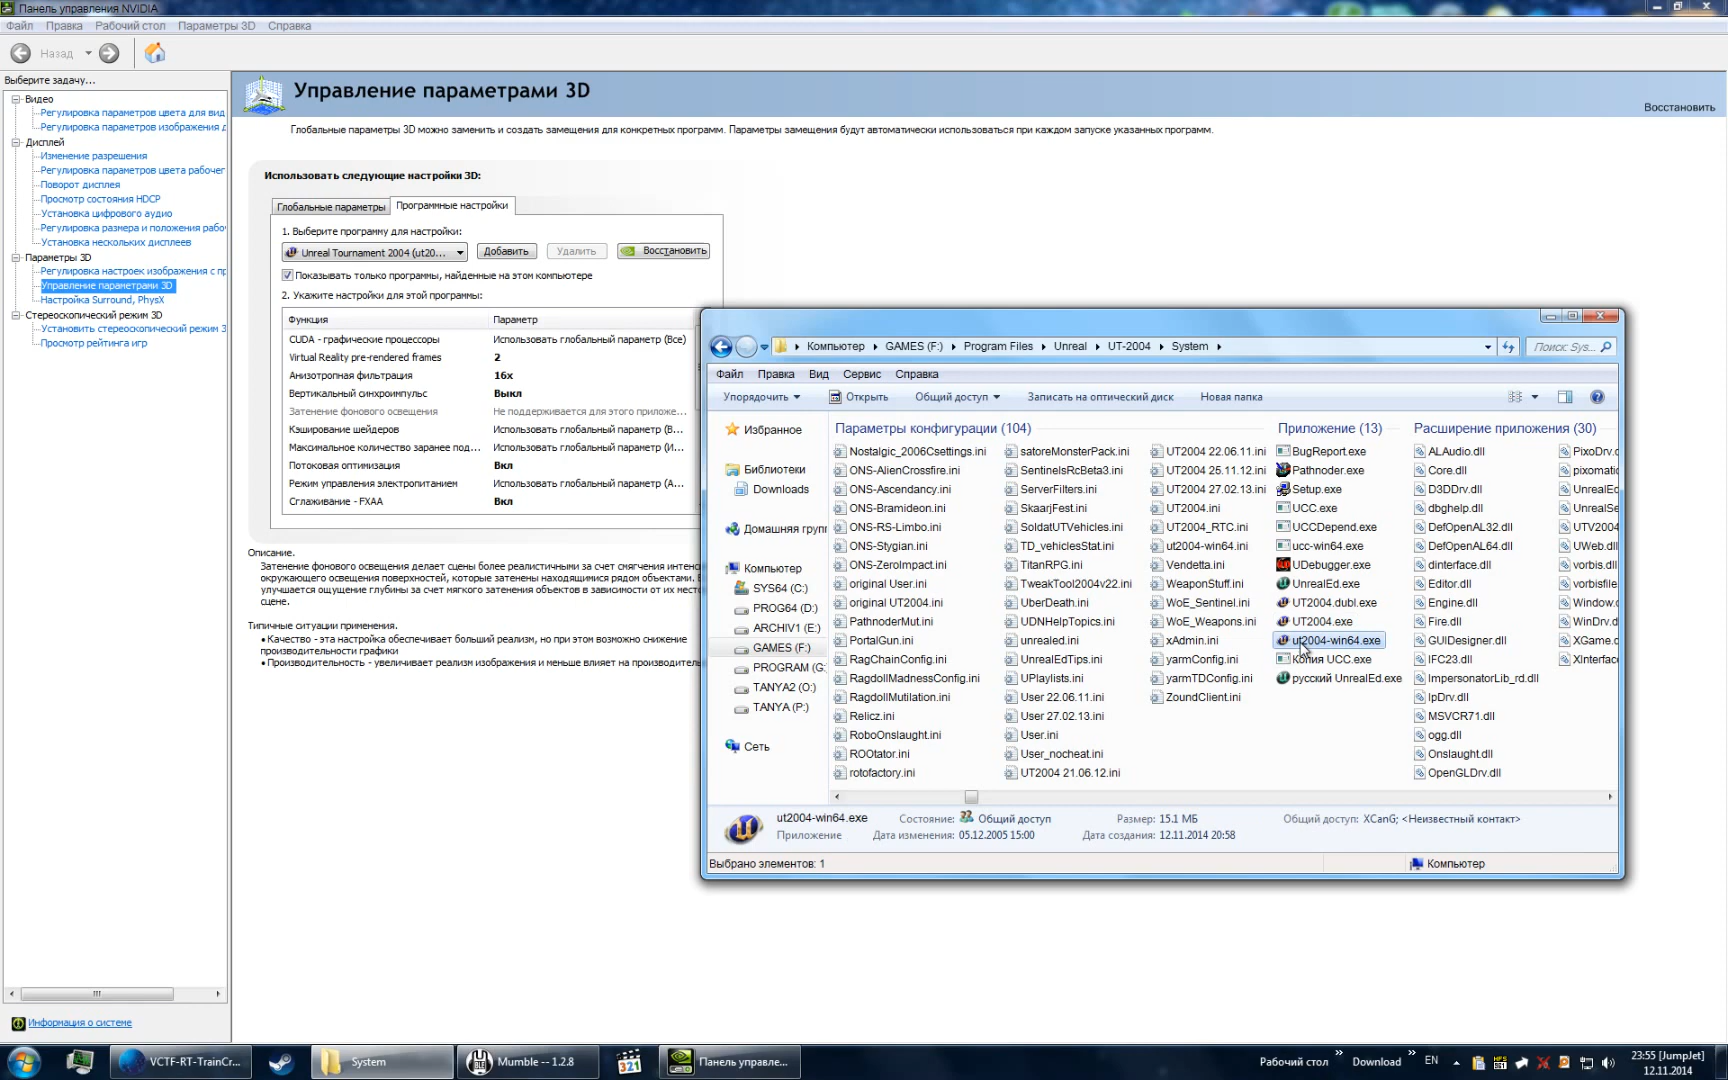 Панель управления NVIDIA
Файл Правка Рабочий стол Параметры 3D Справка
Назад
Выберите задачу...
Видео
Регулировка параметров цвета для вид
Регулировка параметров изображения д
Дисплей
Изменение разрешения
Регулировка параметров цвета рабочег
Поворот дисплея
Просмотр состояния HDCP
Установка цифрового аудио
Регулировка размера и положения рабо
Установка нескольких дисплеев
Параметры 3D
Регулировка настроек изображения с пр
Управление параметрами 3D
Настройка Surround, PhysX
Стереоскопический режим 3D
Установить стереоскопический режим 3
Просмотр рейтинга игр
Информация о системе
Управление параметрами 3D
Восстановить
Глобальные параметры 3D можно заменить и создать замещения для конкретных программ. Параметры замещения будут автоматически использоваться при каждом запуске указанных программ.
Использовать следующие настройки 3D:
Глобальные параметры Программные настройки
1. Выберите программу для настройки:
Unreal Tournament 2004 (ut20... Добавить Удалить Восстановить
Показывать только программы, найденные на этом компьютере
2. Укажите настройки для этой программы:
Функция Параметр
CUDA - графические процессоры Использовать глобальный параметр (Все)
Virtual Reality pre-rendered frames 2
Анизотропная фильтрация 16x
Вертикальный синхроимпульс Выкл
Затенение фонового освещения Не поддерживается для этого приложе...
Кэширование шейдеров Использовать глобальный параметр (В...
Максимальное количество заранее под... Использовать глобальный параметр (И...
Потоковая оптимизация Вкл
Режим управления электропитанием Использовать глобальный параметр (А...
Сглаживание - FXAA Вкл
Описание.
Затенение фонового освещения делает сцены более реалистичными за счет смягчения интенс
окружающего освещения поверхностей, которые затенены находящимися рядом объектами. Е
улучшается ощущение глубины за счет мягкого затенения объектов в зависимости от их места
сцене.
Типичные ситуации применения.
• Качество - эта настройка обеспечивает больший реализм, но при этом возможно снижение
производительности графики
• Производительность - увеличивает реализм изображения и меньше влияет на производитель
Компьютер GAMES (F:) Program Files Unreal UT-2004 System
Поиск: Sys...
Файл Правка Вид Сервис Справка
Упорядочить Открыть Общий доступ Записать на оптический диск Новая папка
Избранное
Библиотеки
Downloads
Домашняя групп
Компьютер
SYS64 (C:)
PROG64 (D:)
ARCHIV1 (E:)
GAMES (F:)
PROGRAM (G:
TANYA2 (O:)
TANYA (P:)
Сеть
Параметры конфигурации (104)
Nostalgic_2006Csettings.ini
ONS-AlienCrossfire.ini
ONS-Ascendancy.ini
ONS-Bramideon.ini
ONS-RS-Limbo.ini
ONS-Stygian.ini
ONS-ZeroImpact.ini
original User.ini
original UT2004.ini
PathnoderMut.ini
PortalGun.ini
RagChainConfig.ini
RagdollMadnessConfig.ini
RagdollMutilation.ini
Relicz.ini
RoboOnslaught.ini
ROOtator.ini
rotofactory.ini
satoreMonsterPack.ini
SentinelsRcBeta3.ini
ServerFilters.ini
SkaarjFest.ini
SoldatUTVehicles.ini
TD_vehiclesStat.ini
TitanRPG.ini
TweakTool2004v22.ini
UberDeath.ini
UDNHelpTopics.ini
unrealed.ini
UnrealEdTips.ini
UPlaylists.ini
User 22.06.11.ini
User 27.02.13.ini
User.ini
User_nocheat.ini
UT2004 21.06.12.ini
UT2004 22.06.11.ini
UT2004 25.11.12.ini
UT2004 27.02.13.ini
UT2004.ini
UT2004_RTC.ini
ut2004-win64.ini
Vendetta.ini
WeaponStuff.ini
WoE_Sentinel.ini
WoE_Weapons.ini
xAdmin.ini
yarmConfig.ini
yarmTDConfig.ini
ZoundClient.ini
Приложение (13)
BugReport.exe
Pathnoder.exe
Setup.exe
UCC.exe
UCCDepend.exe
ucc-win64.exe
UDebugger.exe
UnrealEd.exe
UT2004.dubl.exe
UT2004.exe
ut2004-win64.exe
Копия UCC.exe
русский UnrealEd.exe
Расширение приложения (30)
ALAudio.dll
Core.dll
D3DDrv.dll
dbghelp.dll
DefOpenAL32.dll
DefOpenAL64.dll
dinterface.dll
Editor.dll
Engine.dll
Fire.dll
GUIDesigner.dll
IFC23.dll
ImpersonatorLib_rd.dll
IpDrv.dll
MSVCR71.dll
ogg.dll
Onslaught.dll
OpenGLDrv.dll
PixoDrv.c
pixomatic
UnrealEc
UnrealSe
UTV2004
UWeb.dll
vorbis.dll
vorbisfile
Window.c
WinDrv.c
XGame.c
XInterfac
ut2004-win64.exe Состояние: Общий доступ Размер: 15.1 МБ Общий доступ: XCanG; <Неизвестный контакт>
Приложение Дата изменения: 05.12.2005 15:00 Дата создания: 12.11.2014 20:58
Выбрано элементов: 1 Компьютер
VCTF-RT-TrainCr... System Mumble -- 1.2.8 321 Панель управле... Рабочий стол Download EN 23:55 [JumpJet]
12.11.2014